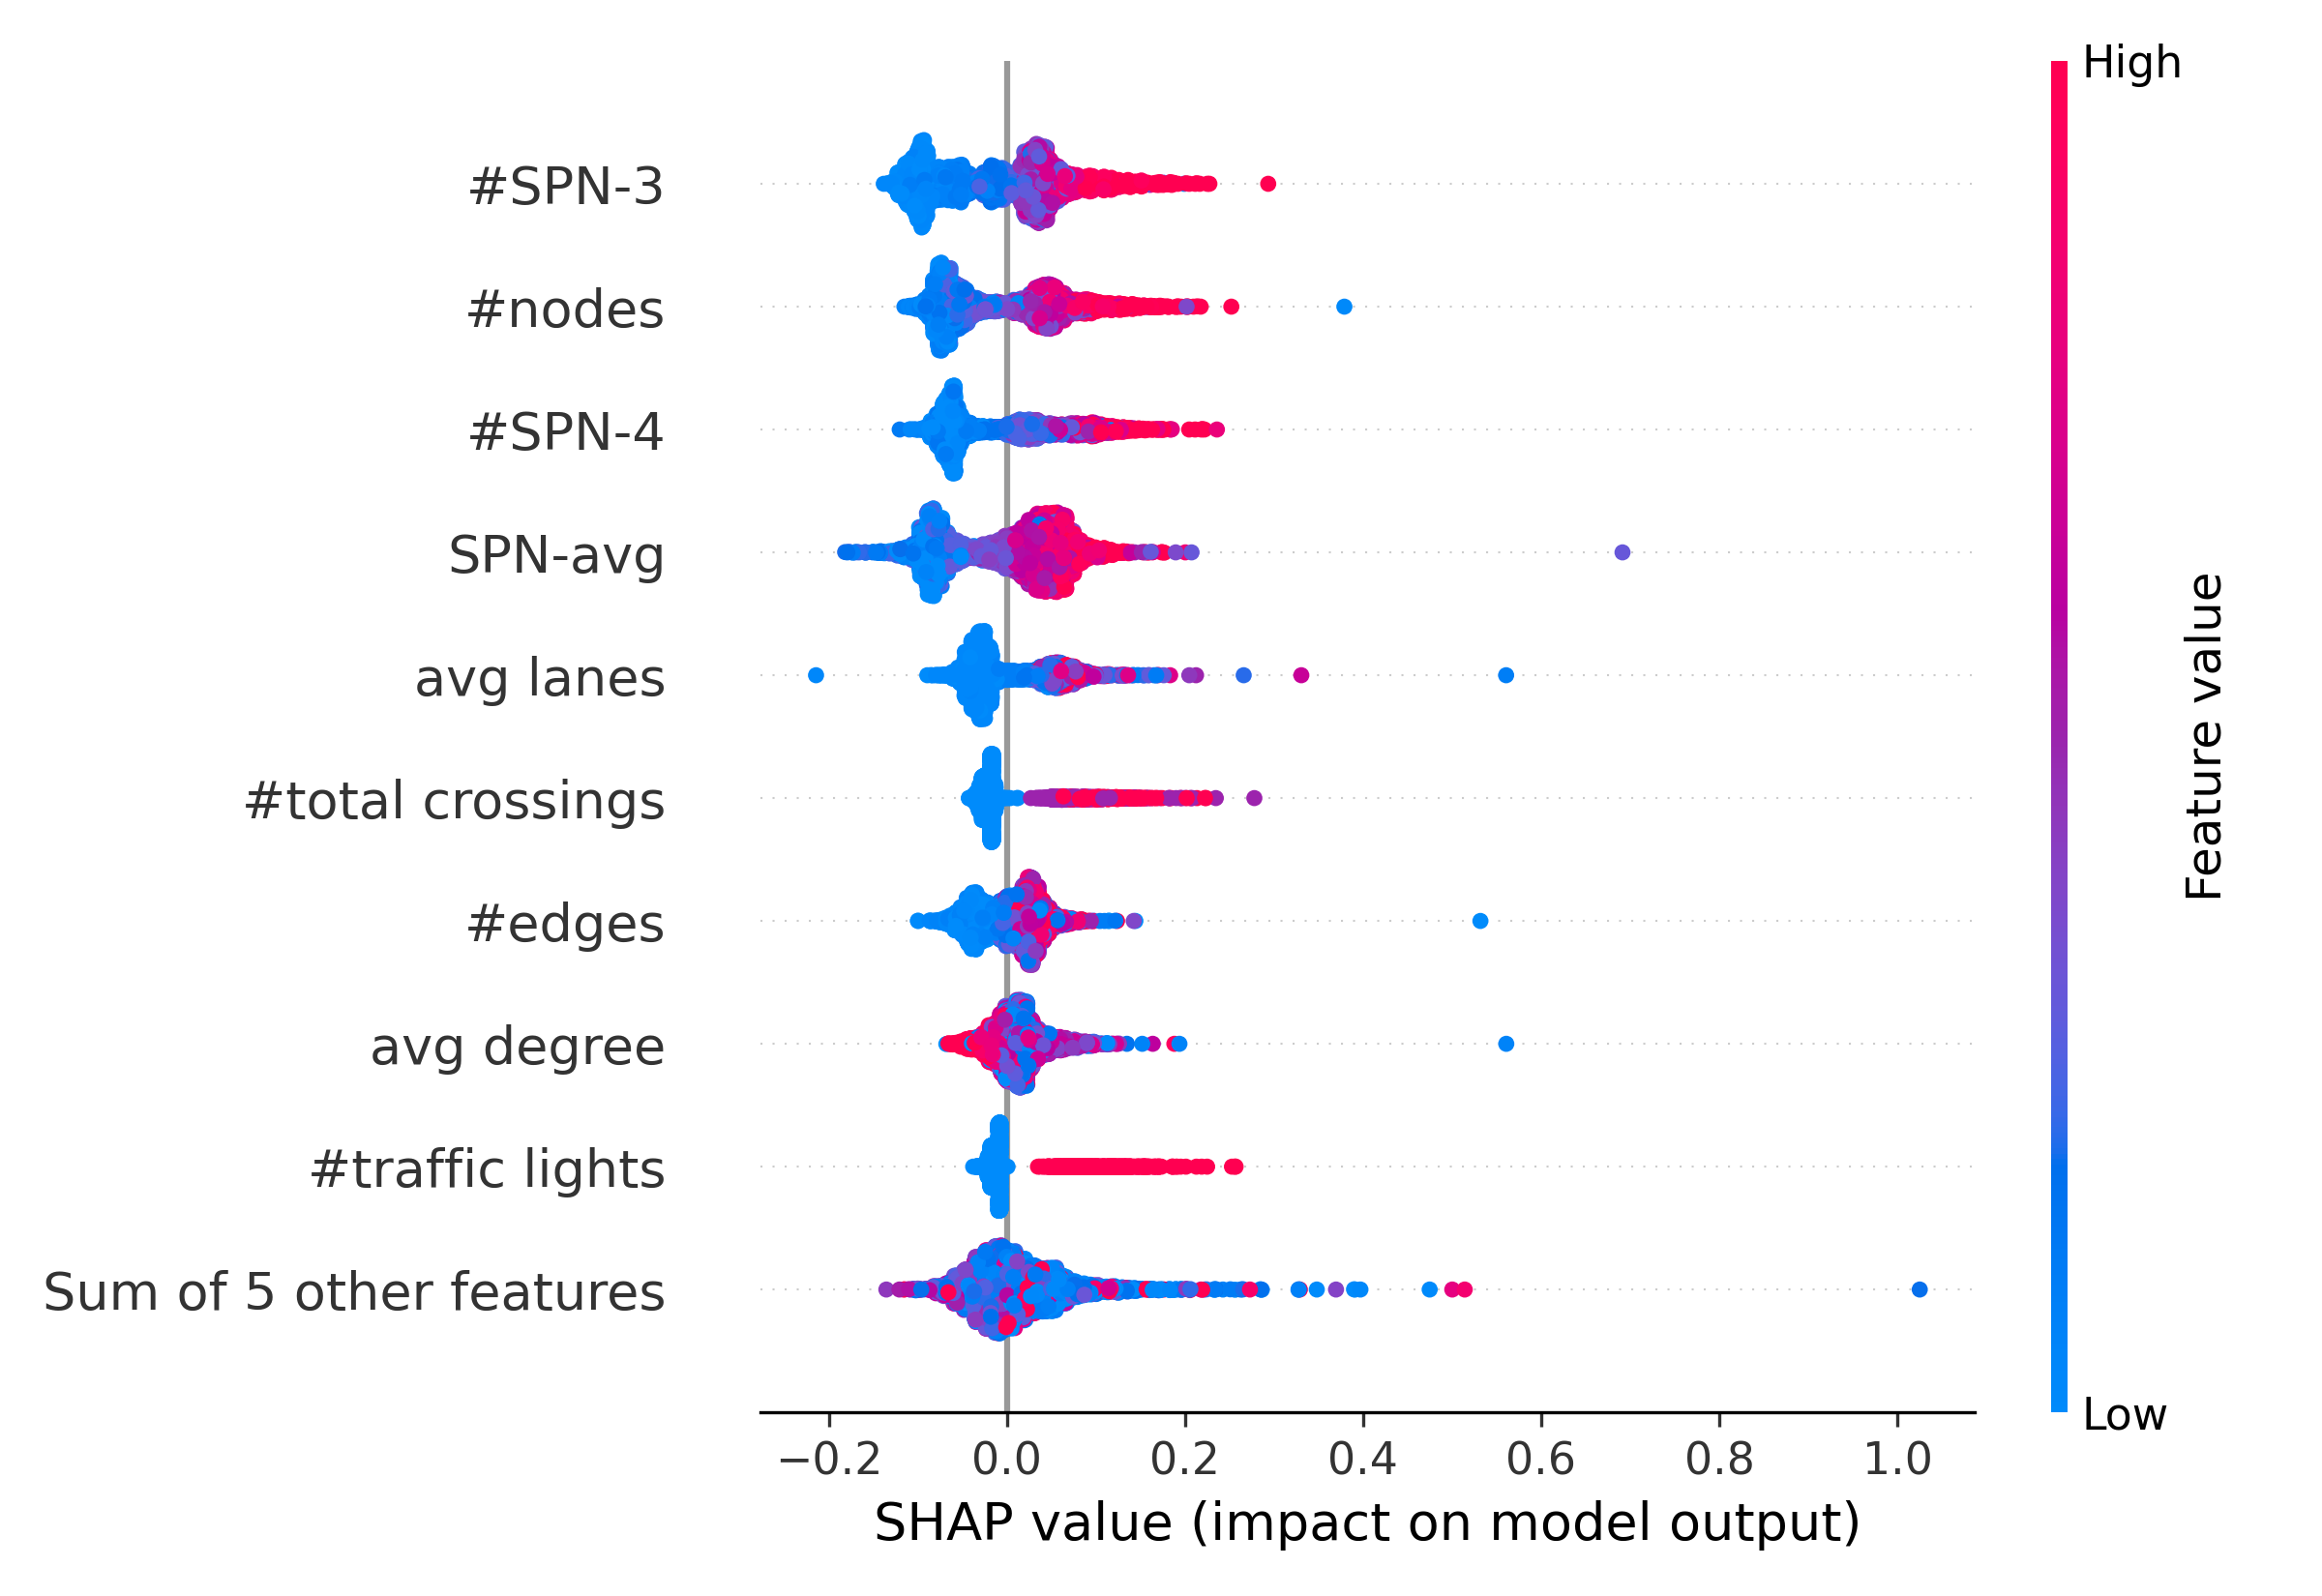 High
#SPN-3
#nodes
#SPN-4
SPN-avg
avg lanes
#total crossings
#edges
avg degree
#traffic lights
Sum of 5 other features
Feature value
Low
−0.2 0.0 0.2 0.4 0.6 0.8 1.0
SHAP value (impact on model output)